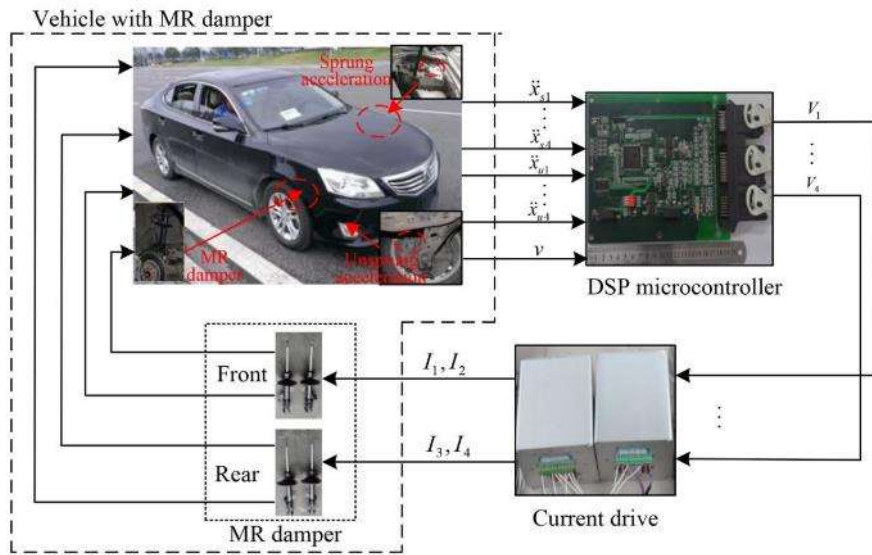 Vehicle with MR damper
Sprung
acceleration
ẍs1
⋮
ẍs4
ẍu1
⋮
ẍu4
v
V1
⋮
V4
MR
damper
Unsprung
acceleration
DSP microcontroller
Front
I1, I2
Rear
I3, I4
⋮
MR damper
Current drive